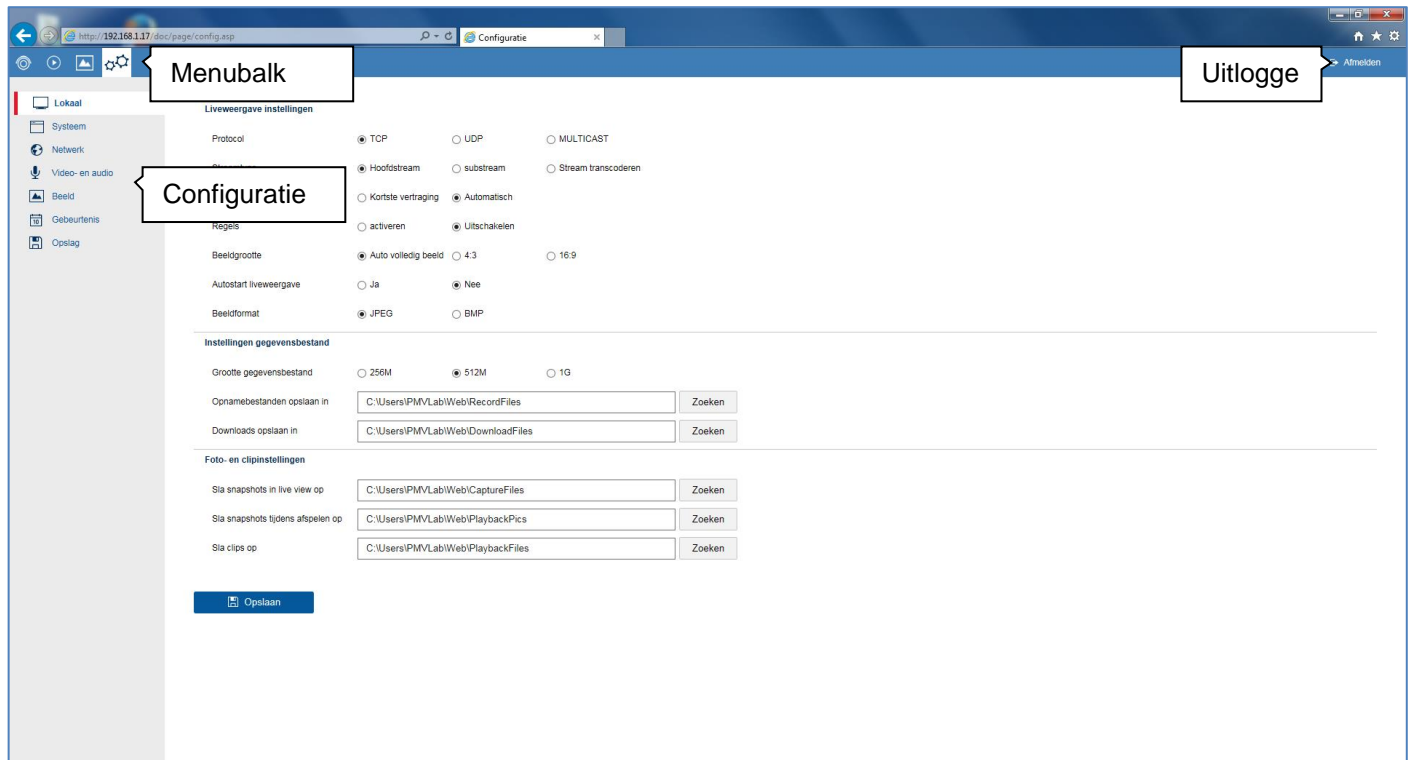 http://192.168.1.17/doc/page/config.asp
Configuratie
Menubalk
Uitlogge
Afmelden
Lokaal
Systeem
Netwerk
Video- en audio
Beeld
10 Gebeurtenis
Opslag
Configuratie
Liveweergave instellingen
Protocol TCP UDP MULTICAST
Hoofdstream substream Stream transcoderen
Kortste vertraging Automatisch
Regels activeren Uitschakelen
Beeldgrootte Auto volledig beeld 4:3 16:9
Autostart liveweergave Ja Nee
Beeldformat JPEG BMP
Instellingen gegevensbestand
Grootte gegevensbestand 256M 512M 1G
Opnamebestanden opslaan in C:\Users\PMVLab\Web\RecordFiles Zoeken
Downloads opslaan in C:\Users\PMVLab\Web\DownloadFiles Zoeken
Foto- en clipinstellingen
Sla snapshots in live view op C:\Users\PMVLab\Web\CaptureFiles Zoeken
Sla snapshots tijdens afspelen op C:\Users\PMVLab\Web\PlaybackPics Zoeken
Sla clips op C:\Users\PMVLab\Web\PlaybackFiles Zoeken
Opslaan